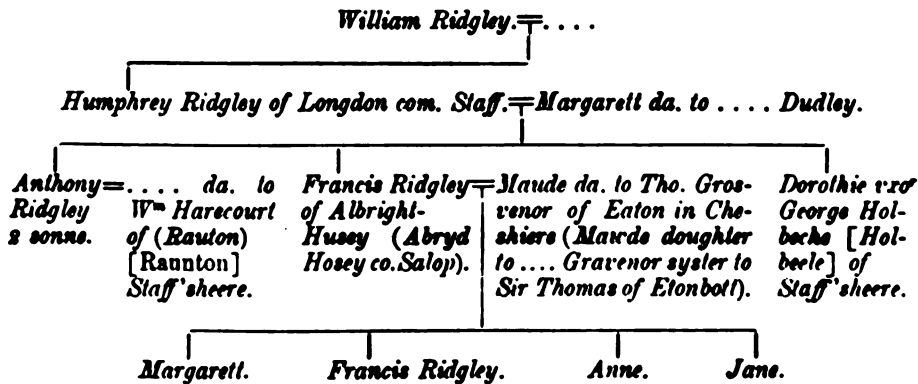 William Ridgley.=. . . .
Humphrey Ridgley of Longdon com. Staff.=Margarett da. to . . . . Dudley.
Anthony=. . . . da. to
Ridgley Wm Harecourt
2 sonne. of (Rauton)
[Raunton]
Staff'sheere.
Francis Ridgley=
of Albright-
Husey (Abryd
Hosey co. Salop).
Maude da. to Tho. Gros-
venor of Eaton in Che-
shiere (Mawde doughter
to .... Gravenor syster to
Sir Thomas of Etonbott).
Dorothie vxor
George Hol-
beche [Hol-
beele] of
Staff'sheere.
Margarett. Francis Ridgley. Anne. Jane.